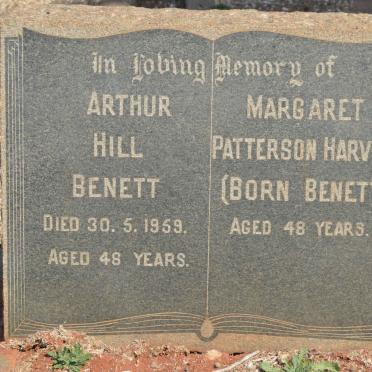 In Loving Memory of
ARTHUR
HILL
BENETT
DIED 30. 5. 1959.
AGED 48 YEARS.
MARGARET
PATTERSON HARV
(BORN BENET
AGED 48 YEARS.